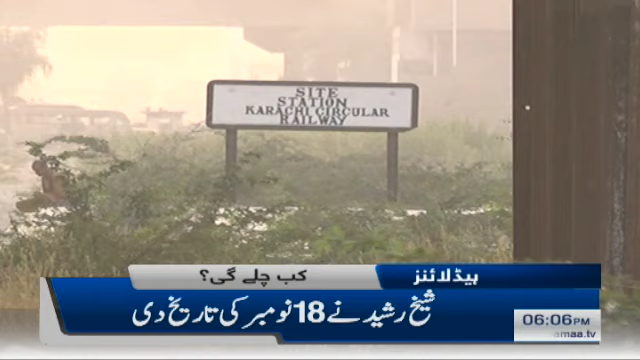 SITE
STATION
KARACHI CIRCULAR
RAILWAY
ہیڈلائنز
کب چلے گی؟
شیخ رشید نے 18 نومبر کی تاریخ دی
06:06PM
amaa.tv